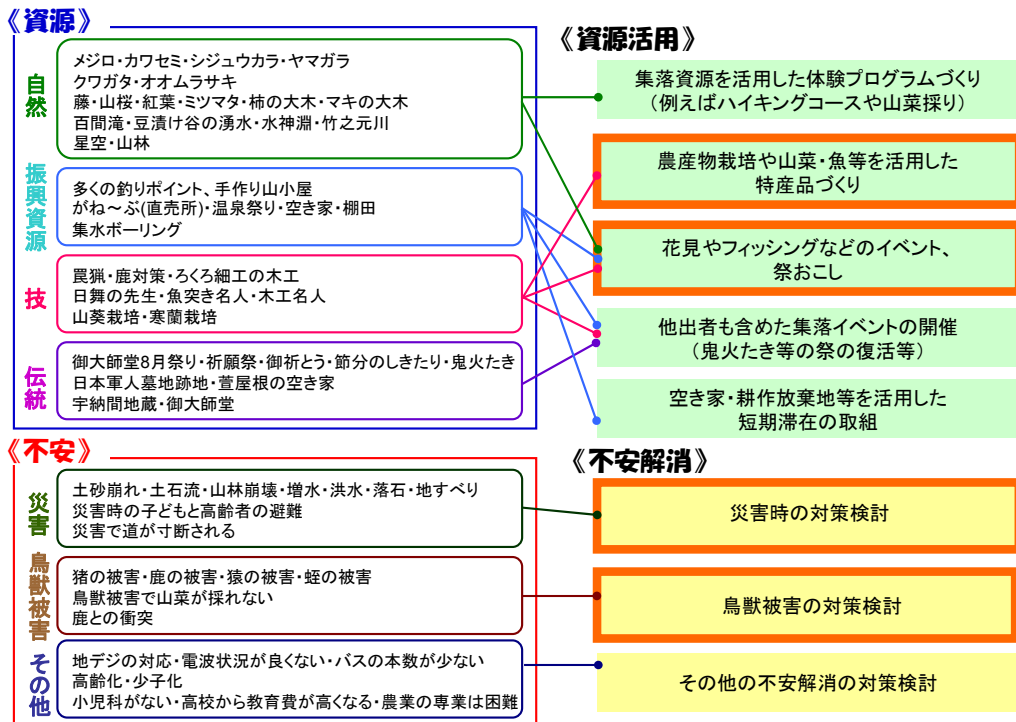 《資源》
自然
メジロ・カワセミ・シジュウカラ・ヤマガラ
クワガタ・オオムラサキ
藤・山桜・紅葉・ミツマタ・柿の大木・マキの大木
百間滝・豆漬け谷の湧水・水神淵・竹之元川
星空・山林
振興資源
多くの釣りポイント、手作り山小屋
がね～ぶ(直売所)・温泉祭り・空き家・棚田
集水ボーリング
技
罠猟・鹿対策・ろくろ細工の木工
日舞の先生・魚突き名人・木工名人
山葵栽培・寒蘭栽培
伝統
御大師堂8月祭り・祈願祭・御祈とう・節分のしきたり・鬼火たき
日本軍人墓地跡地・萱屋根の空き家
宇納間地蔵・御大師堂
《資源活用》
集落資源を活用した体験プログラムづくり
（例えばハイキングコースや山菜採り）
農産物栽培や山菜・魚等を活用した
特産品づくり
花見やフィッシングなどのイベント、
祭おこし
他出者も含めた集落イベントの開催
（鬼火たき等の祭の復活等）
空き家・耕作放棄地等を活用した
短期滞在の取組
《不安》
災害
土砂崩れ・土石流・山林崩壊・増水・洪水・落石・地すべり
災害時の子どもと高齢者の避難
災害で道が寸断される
鳥獣被害
猪の被害・鹿の被害・猿の被害・蛭の被害
鳥獣被害で山菜が採れない
鹿との衝突
その他
地デジの対応・電波状況が良くない・バスの本数が少ない
高齢化・少子化
小児科がない・高校から教育費が高くなる・農業の専業は困難
《不安解消》
災害時の対策検討
鳥獣被害の対策検討
その他の不安解消の対策検討